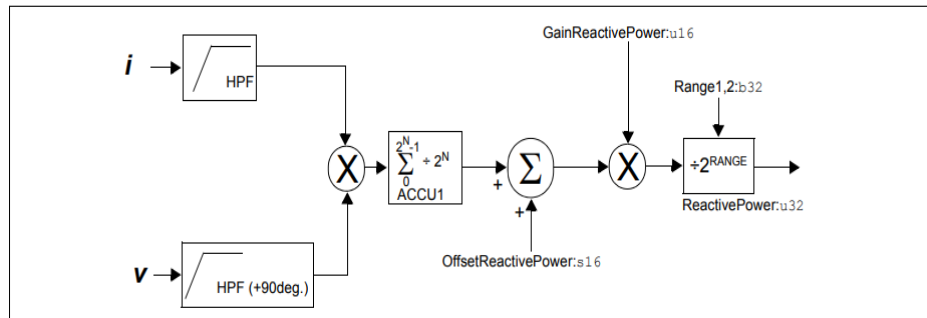 GainReactivePower:u16
i
HPF
Range1,2:b32
X
2^N-1
∑ ÷ 2^N
0
ACCU1
+
Σ
+
X
÷2^RANGE
ReactivePower:u32
OffsetReactivePower:s16
v
HPF (+90deg.)